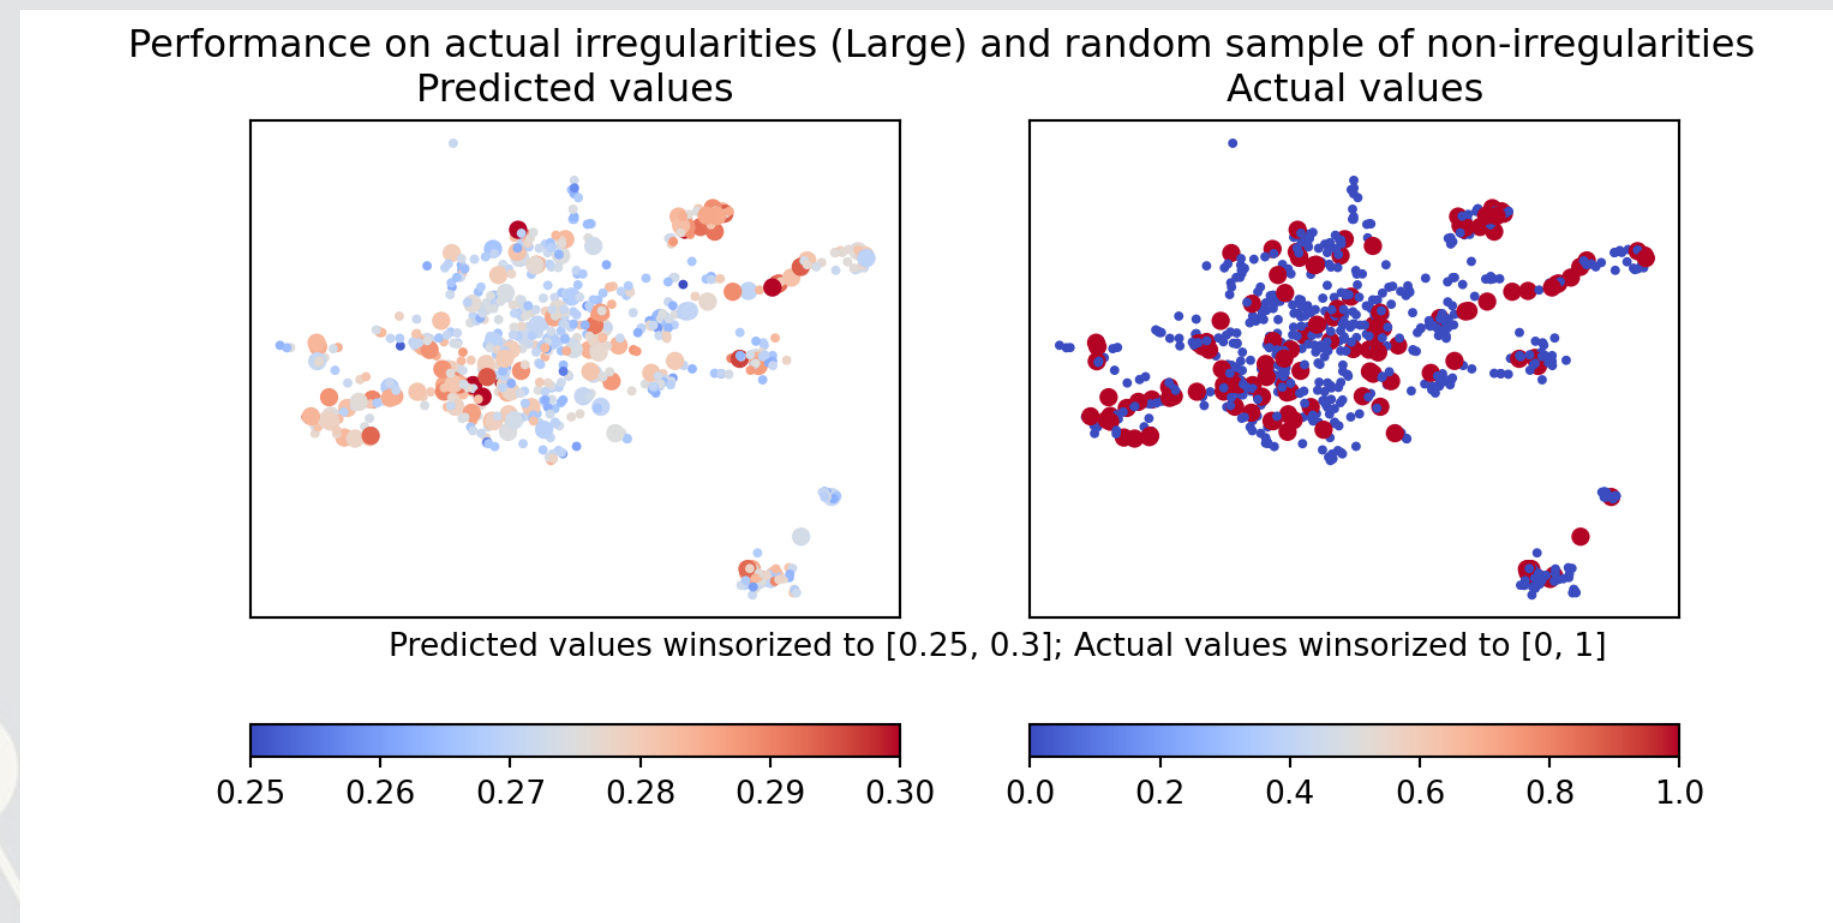 Performance on actual irregularities (Large) and random sample of non-irregularities
Predicted values
Actual values
Predicted values winsorized to [0.25, 0.3]; Actual values winsorized to [0, 1]
0.25 0.26 0.27 0.28 0.29 0.30
0.0 0.2 0.4 0.6 0.8 1.0